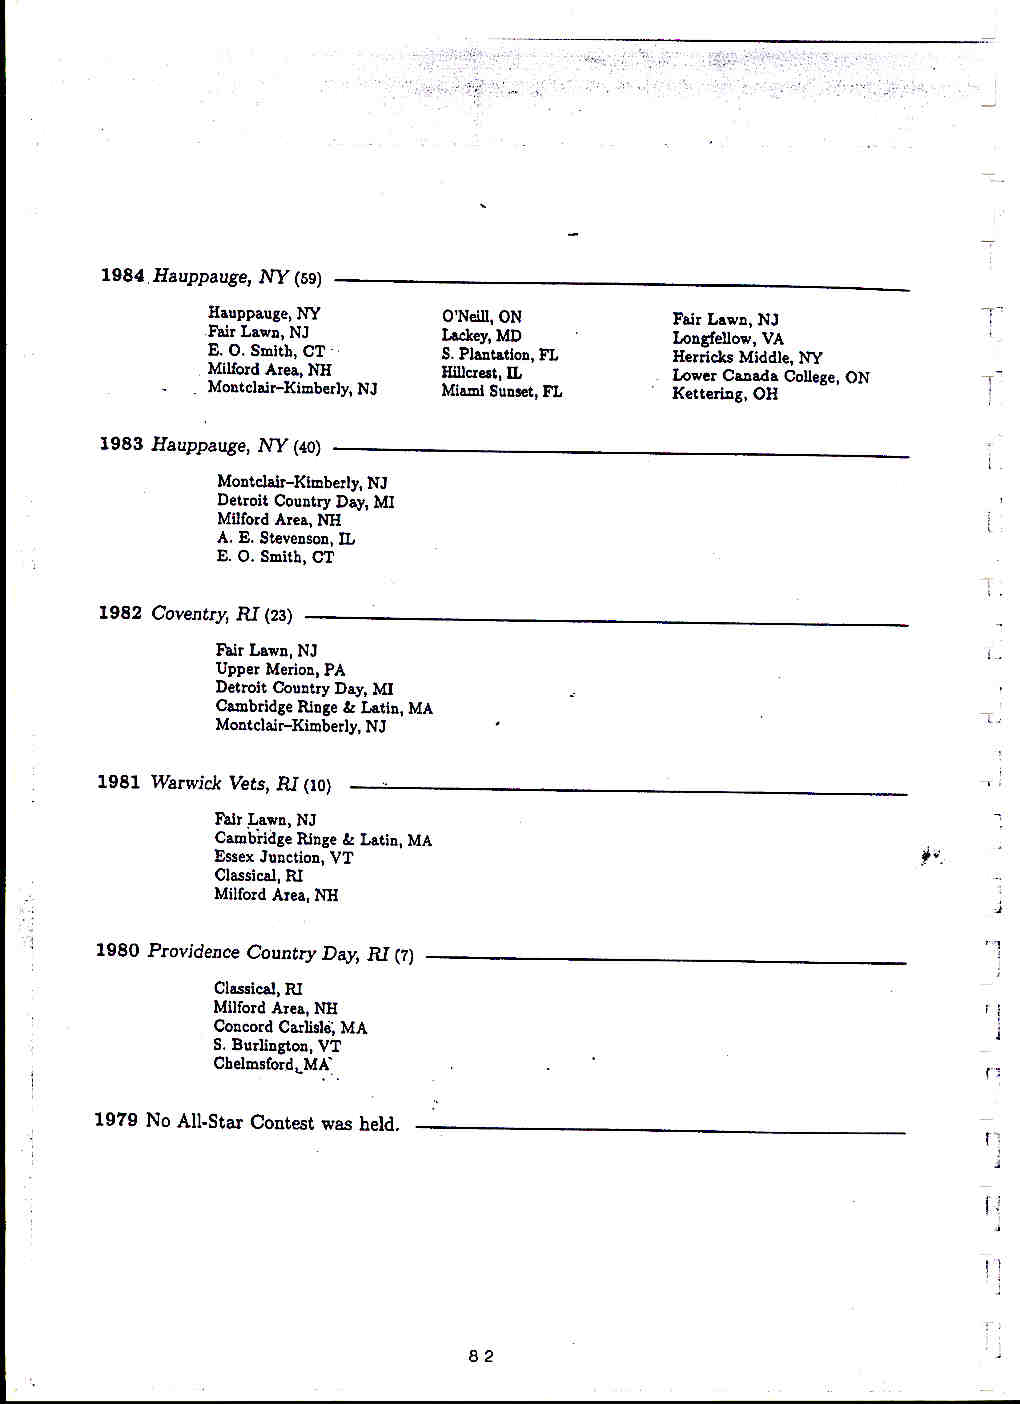 1984 Hauppauge, NY (59)
Hauppauge, NY
Fair Lawn, NJ
E. O. Smith, CT
Milford Area, NH
Montclair-Kimberly, NJ
O'Neill, ON
Lackey, MD
S. Plantation, FL
Hillcrest, IL
Miami Sunset, FL
Fair Lawn, NJ
Longfellow, VA
Herricks Middle, NY
Lower Canada College, ON
Kettering, OH
1983 Hauppauge, NY (40)
Montclair-Kimberly, NJ
Detroit Country Day, MI
Milford Area, NH
A. E. Stevenson, IL
E. O. Smith, CT
1982 Coventry, RI (23)
Fair Lawn, NJ
Upper Merion, PA
Detroit Country Day, MI
Cambridge Ringe & Latin, MA
Montclair-Kimberly, NJ
1981 Warwick Vets, RI (10)
Fair Lawn, NJ
Cambridge Ringe & Latin, MA
Essex Junction, VT
Classical, RI
Milford Area, NH
1980 Providence Country Day, RI (7)
Classical, RI
Milford Area, NH
Concord Carlisle, MA
S. Burlington, VT
Chelmsford, MA
1979 No All-Star Contest was held.
82